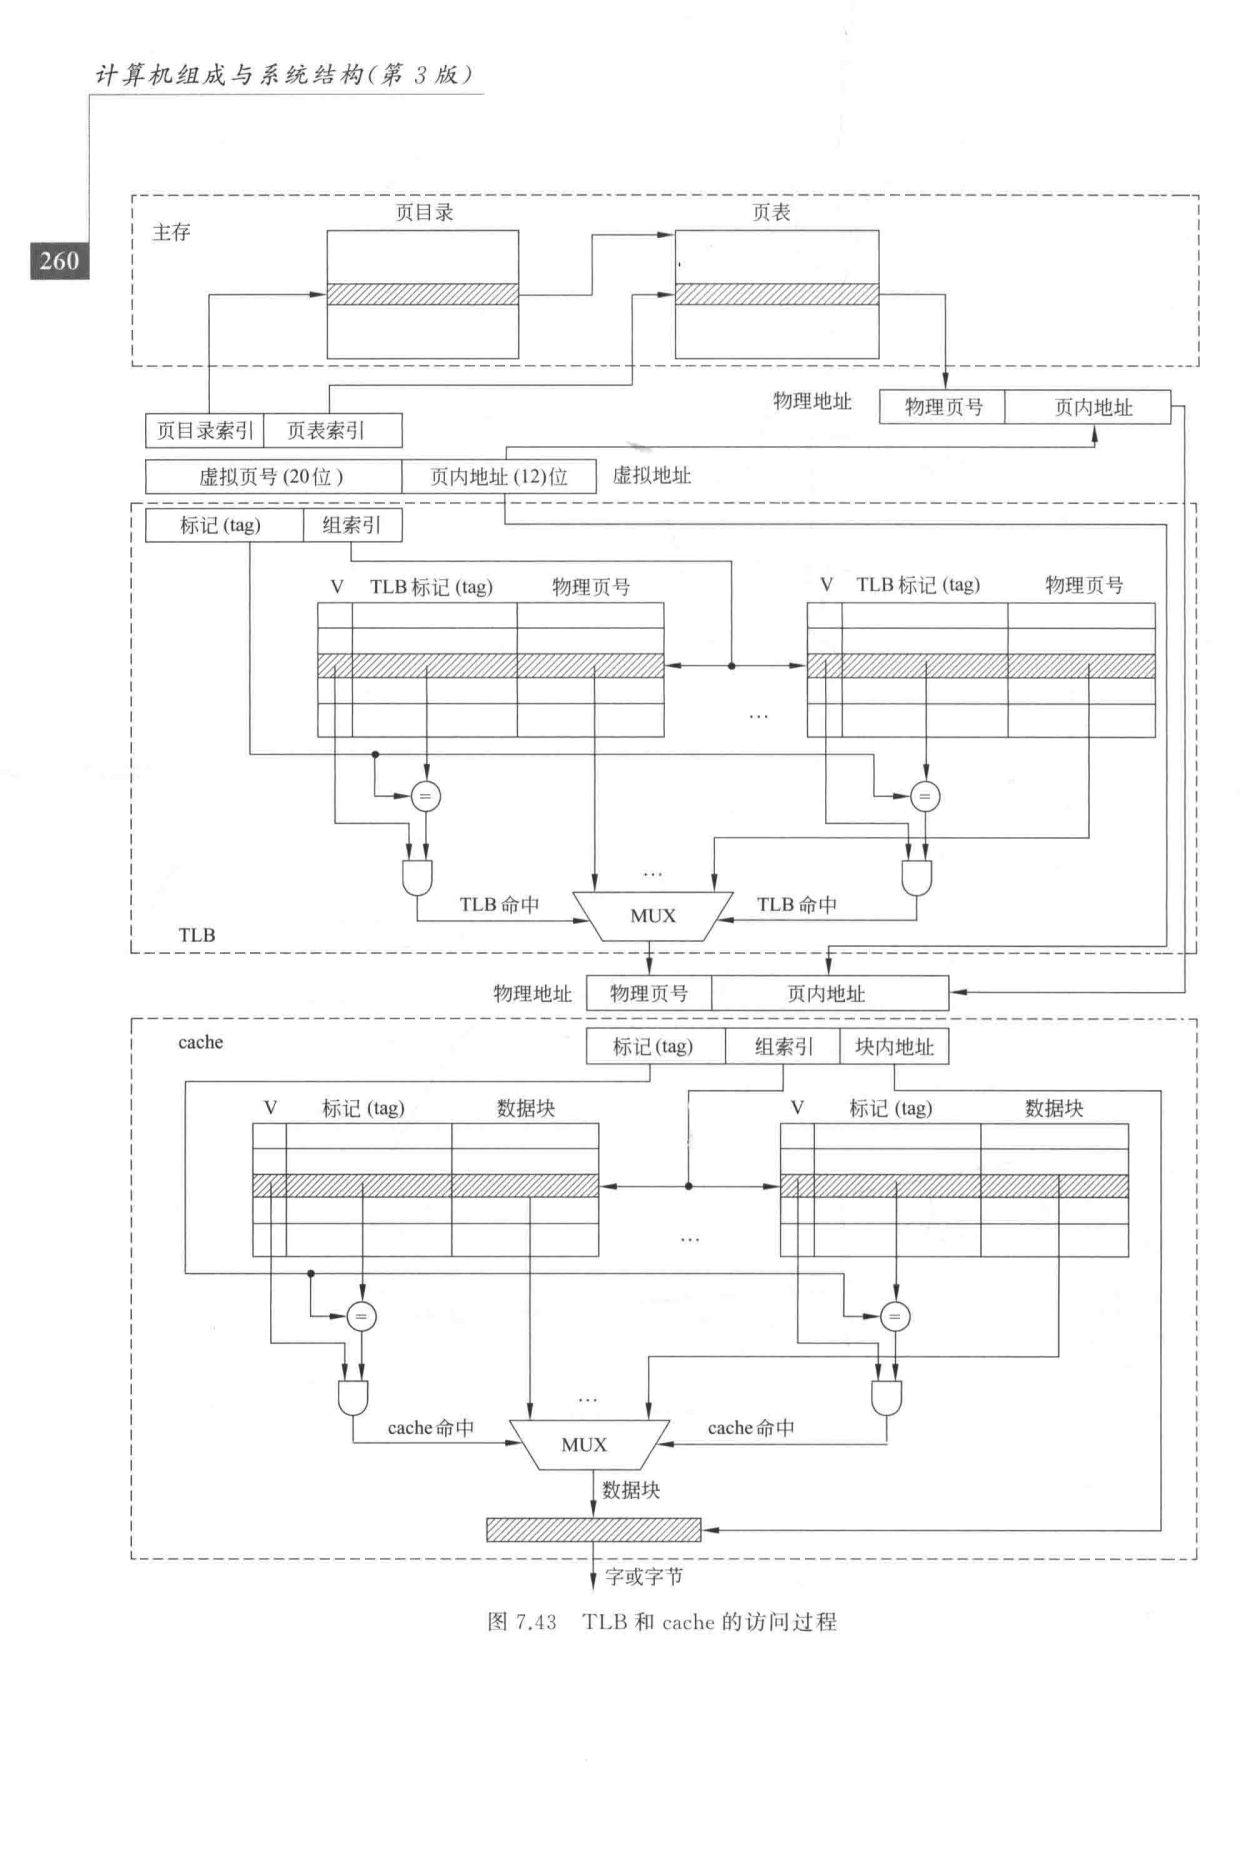 计算机组成与系统结构(第 3 版)
260
主存
页目录
页表
物理地址
物理页号
页内地址
页目录索引
页表索引
虚拟页号(20位)
页内地址(12)位
虚拟地址
标记(tag)
组索引
V
TLB标记(tag)
物理页号
V
TLB标记(tag)
物理页号
…
=
=
…
TLB命中
MUX
TLB命中
TLB
物理地址
物理页号
页内地址
cache
标记(tag)
组索引
块内地址
V
标记(tag)
数据块
V
标记(tag)
数据块
…
=
=
…
cache命中
MUX
cache命中
数据块
字或字节
图 7.43 TLB 和 cache 的访问过程